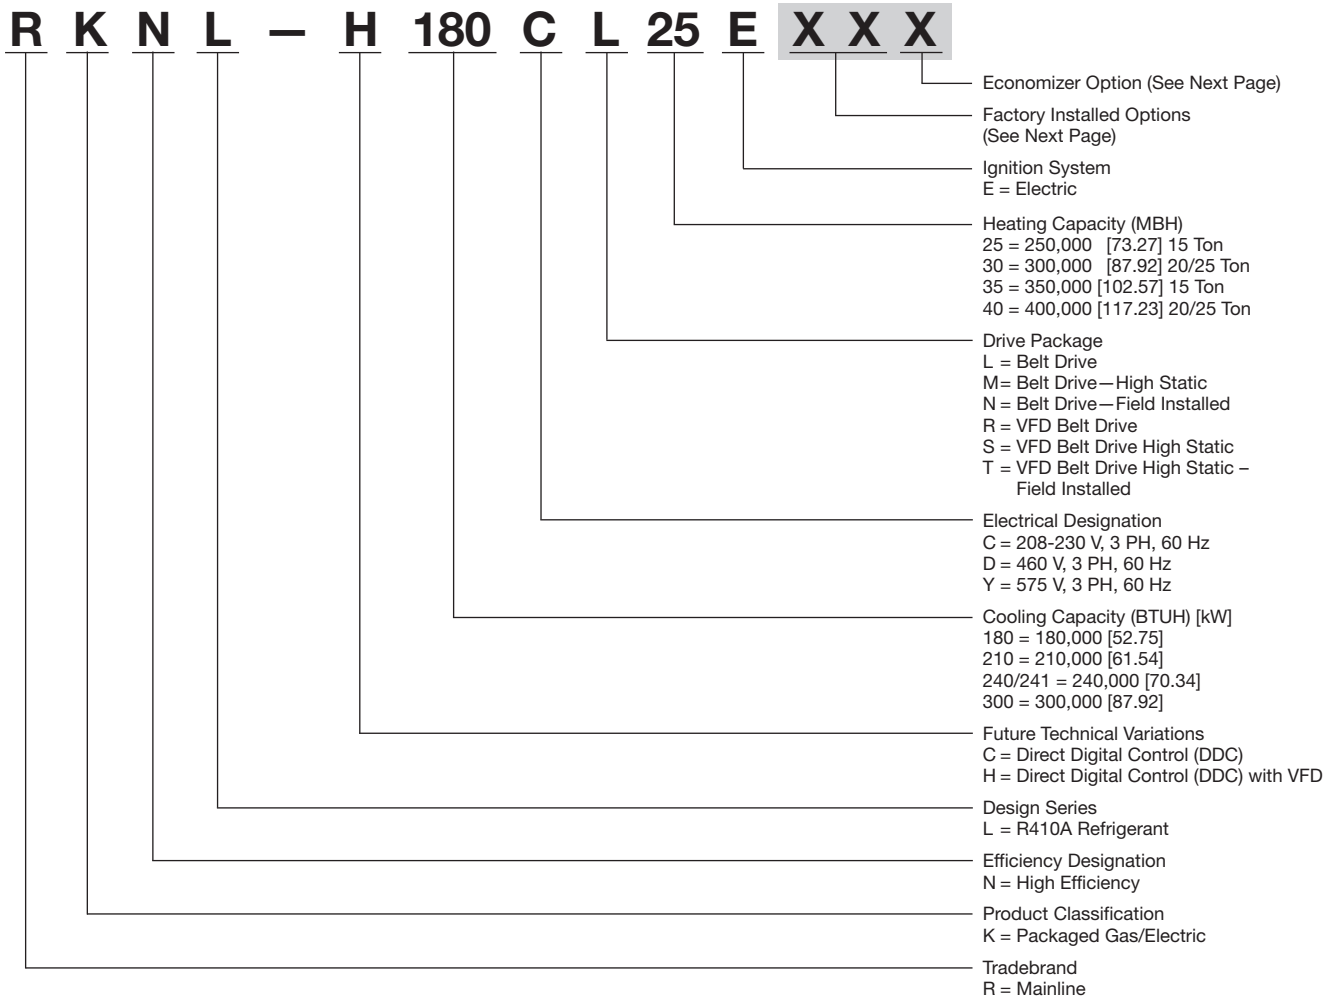 R K N L — H 180 C L 25 E X X X
Economizer Option (See Next Page)
Factory Installed Options
(See Next Page)
Ignition System
E = Electric
Heating Capacity (MBH)
25 = 250,000 [73.27] 15 Ton
30 = 300,000 [87.92] 20/25 Ton
35 = 350,000 [102.57] 15 Ton
40 = 400,000 [117.23] 20/25 Ton
Drive Package
L = Belt Drive
M= Belt Drive—High Static
N = Belt Drive—Field Installed
R = VFD Belt Drive
S = VFD Belt Drive High Static
T = VFD Belt Drive High Static –
Field Installed
Electrical Designation
C = 208-230 V, 3 PH, 60 Hz
D = 460 V, 3 PH, 60 Hz
Y = 575 V, 3 PH, 60 Hz
Cooling Capacity (BTUH) [kW]
180 = 180,000 [52.75]
210 = 210,000 [61.54]
240/241 = 240,000 [70.34]
300 = 300,000 [87.92]
Future Technical Variations
C = Direct Digital Control (DDC)
H = Direct Digital Control (DDC) with VFD
Design Series
L = R410A Refrigerant
Efficiency Designation
N = High Efficiency
Product Classification
K = Packaged Gas/Electric
Tradebrand
R = Mainline